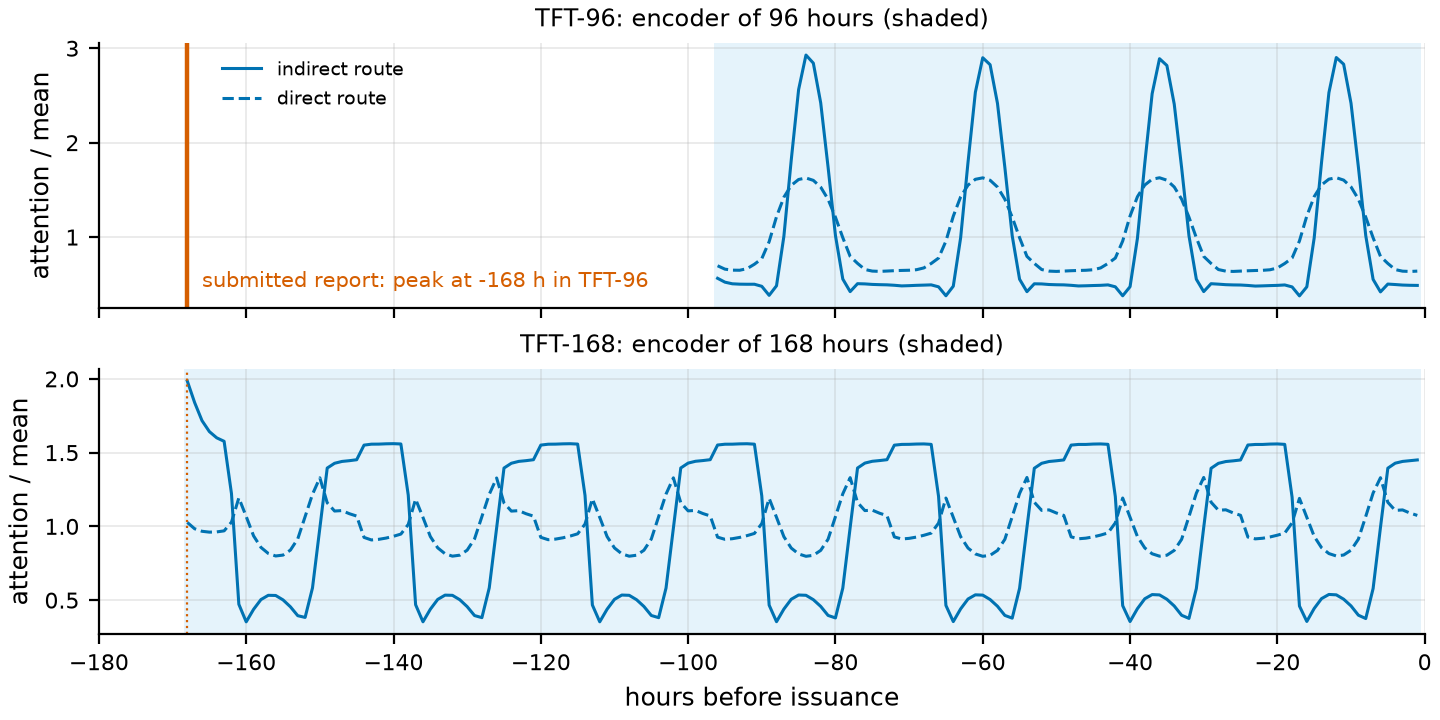 TFT-96: encoder of 96 hours (shaded)
attention / mean
3
2
1
indirect route
direct route
submitted report: peak at -168 h in TFT-96
TFT-168: encoder of 168 hours (shaded)
attention / mean
2.0
1.5
1.0
0.5
−180 −160 −140 −120 −100 −80 −60 −40 −20 0
hours before issuance